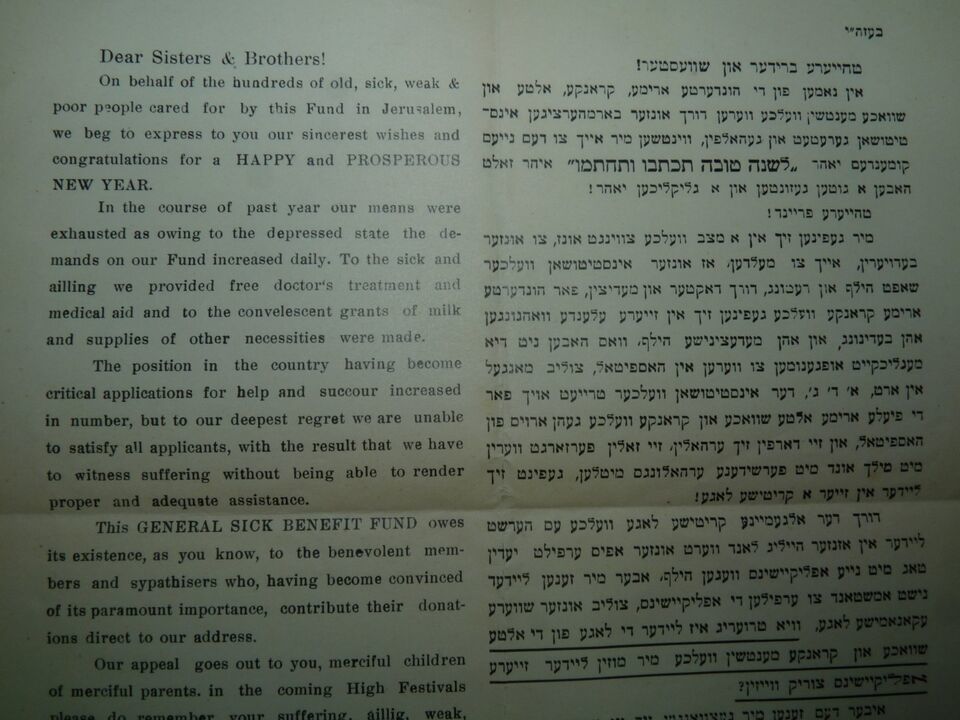 Dear Sisters & Brothers!
On behalf of the hundreds of old, sick, weak &
poor people cared for by this Fund in Jerusalem,
we beg to express to you our sincerest wishes and
congratulations for a HAPPY and PROSPEROUS
NEW YEAR.
In the course of past year our means were
exhausted as owing to the depressed state the de-
mands on our Fund increased daily. To the sick and
ailling we provided free doctor's treatment and
medical aid and to the convelescent grants of milk
and supplies of other necessities were made.
The position in the country having become
critical applications for help and succour increased
in number, but to our deepest regret we are unable
to satisfy all applicants, with the result that we have
to witness suffering without being able to render
proper and adequate assistance.
This GENERAL SICK BENEFIT FUND owes
its existence, as you know, to the benevolent mem-
bers and sypathisers who, having become convinced
of its paramount importance, contribute their donat-
ions direct to our address.
Our appeal goes out to you, merciful children
of merciful parents. in the coming High Festivals
please do remember your suffering, aillig, weak,
בעזה"י
טהייערע ברידער און שוועסטער!
אין נאמען פון די הונדערטע ארימע, קראנקע, אלטע און
שוואכע מענטשין וועלכע ווערען דורך אונזער בארמהערציגען אינס־
טיטושאן גערעטעט און געהאלפין, ווינטשען מיר אייך צו דעם נייעם
קומענדעם יאהר „לשנה טובה תכתבו ותחתמו" איהר זאלט
האבען א גוטען געזונטען און א גליקליכען יאהר!
טהייערע פריינד!
מיר געפינען זיך אין א מצב וועלכע צווינגט אונז, צו אונזער
בעדויערין, אייך צו מעלדען, אז אונזער אינסטיטושאן וועלכער
שאפט הילף און רעטונג, דורך דאקטער און מעדיצין, פאר הונדערטע
ארימע קראנקע וועלכע געפינען זיך אין זייערע עלענדע וואהנונגען
אהן בעדינונג, און אהן מעדעצינישע הילף, וואס האבען ניט דיא
מעגליכקייט אופגענומען צו ווערען אין האספיטאל, צוליב מאנגעל
אין ארט, א' ד' ג', דער אינסטיטושאן וועלכער טרייעט אויך פאר
די פיעלע ארימע אלטע שוואכע און קראנקע וועלכע געהן ארויס פון
האספיטאל, און זיי דארפין זיך ערהאלין, זיי זאלין פערזארגט ווערין
מיט מילך אונד מיט פערשידענע ערהאלונגס מיטלען, געפינט זיך
ליידער אין זייער א קריטישע לאגע!
דורך דער אלגעמיינע קריטישע לאגע וועלכע עס הערשט
ליידער אין אונזער הייליג לאנד ווערט אונזער אפיס ערפילט יעדין
טאג מיט נייע אפליקיישינס וועגען הילף, אבער מיר זענען ליידער
נישט אמשטאנד צו ערפילען די אפליקיישינס, צוליב אונזער שווערע
עקאנאמישע לאגע, וויא טרויעריג איז ליידער די לאגע פון די אלטע
שוואכע און קראנקע מענטשין וועלכע מיר מוזין ליידער זייערע
אפליקיישינס צוריק ווייזין?
איבער דעם זענען מיר